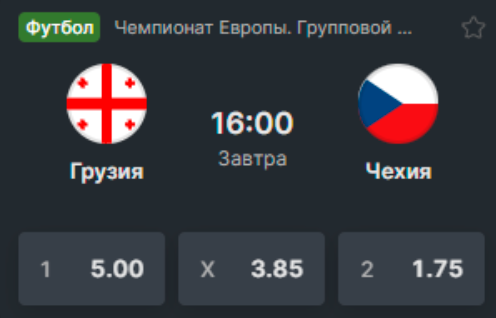 Футбол Чемпионат Европы. Групповой ...
16:00
Завтра
Грузия Чехия
1 5.00 X 3.85 2 1.75